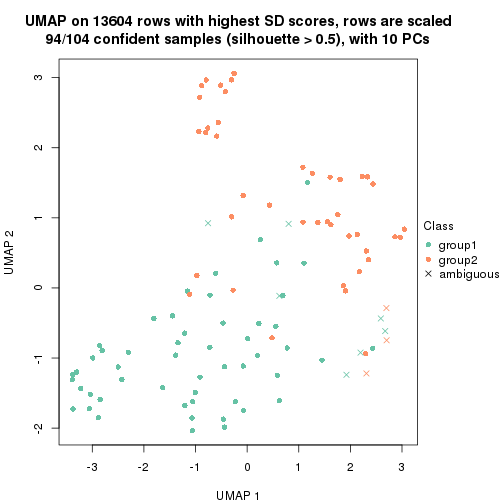 UMAP on 13604 rows with highest SD scores, rows are scaled
94/104 confident samples (silhouette > 0.5), with 10 PCs
3
2
1
0
-1
-2
UMAP 2
-3
-2
-1
0
1
2
3
UMAP 1
Class
group1
group2
ambiguous